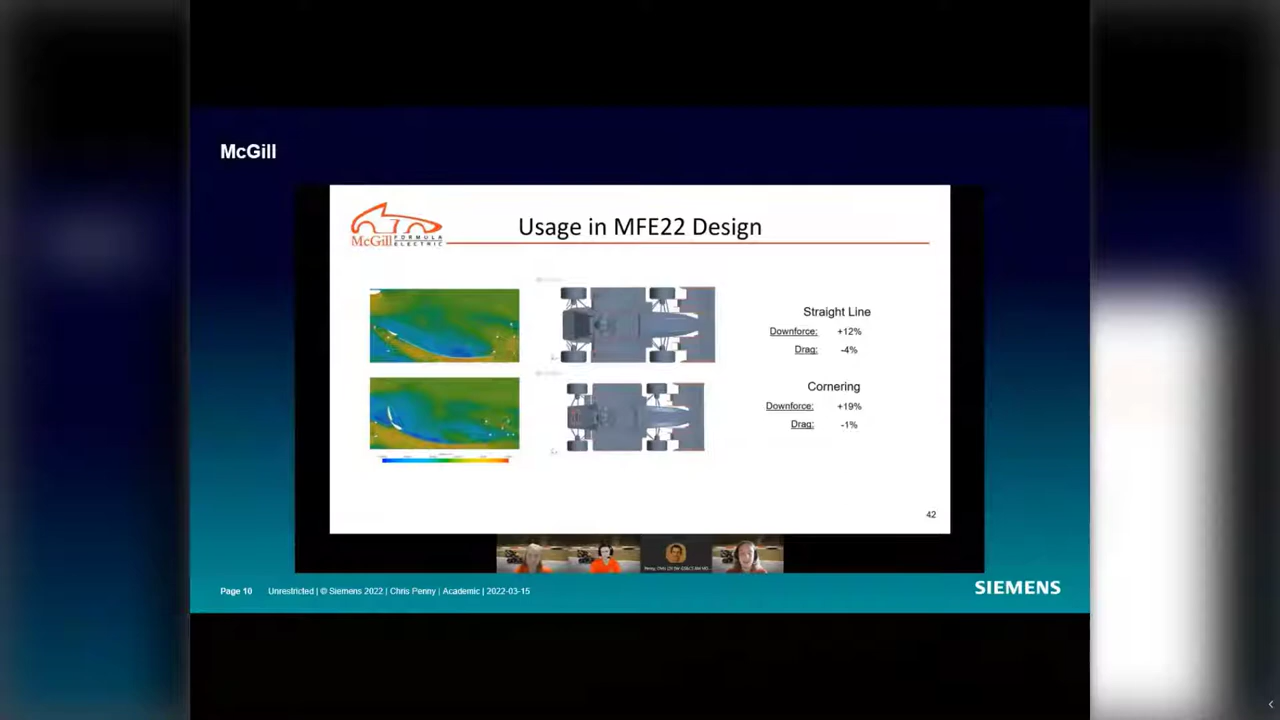 McGill
McGill FORMULA ELECTRIC
Usage in MFE22 Design
Straight Line
Downforce: +12%
Drag: -4%
Cornering
Downforce: +19%
Drag: -1%
42
Page 10 Unrestricted | © Siemens 2022 | Chris Penny | Academic | 2022-03-15
SIEMENS